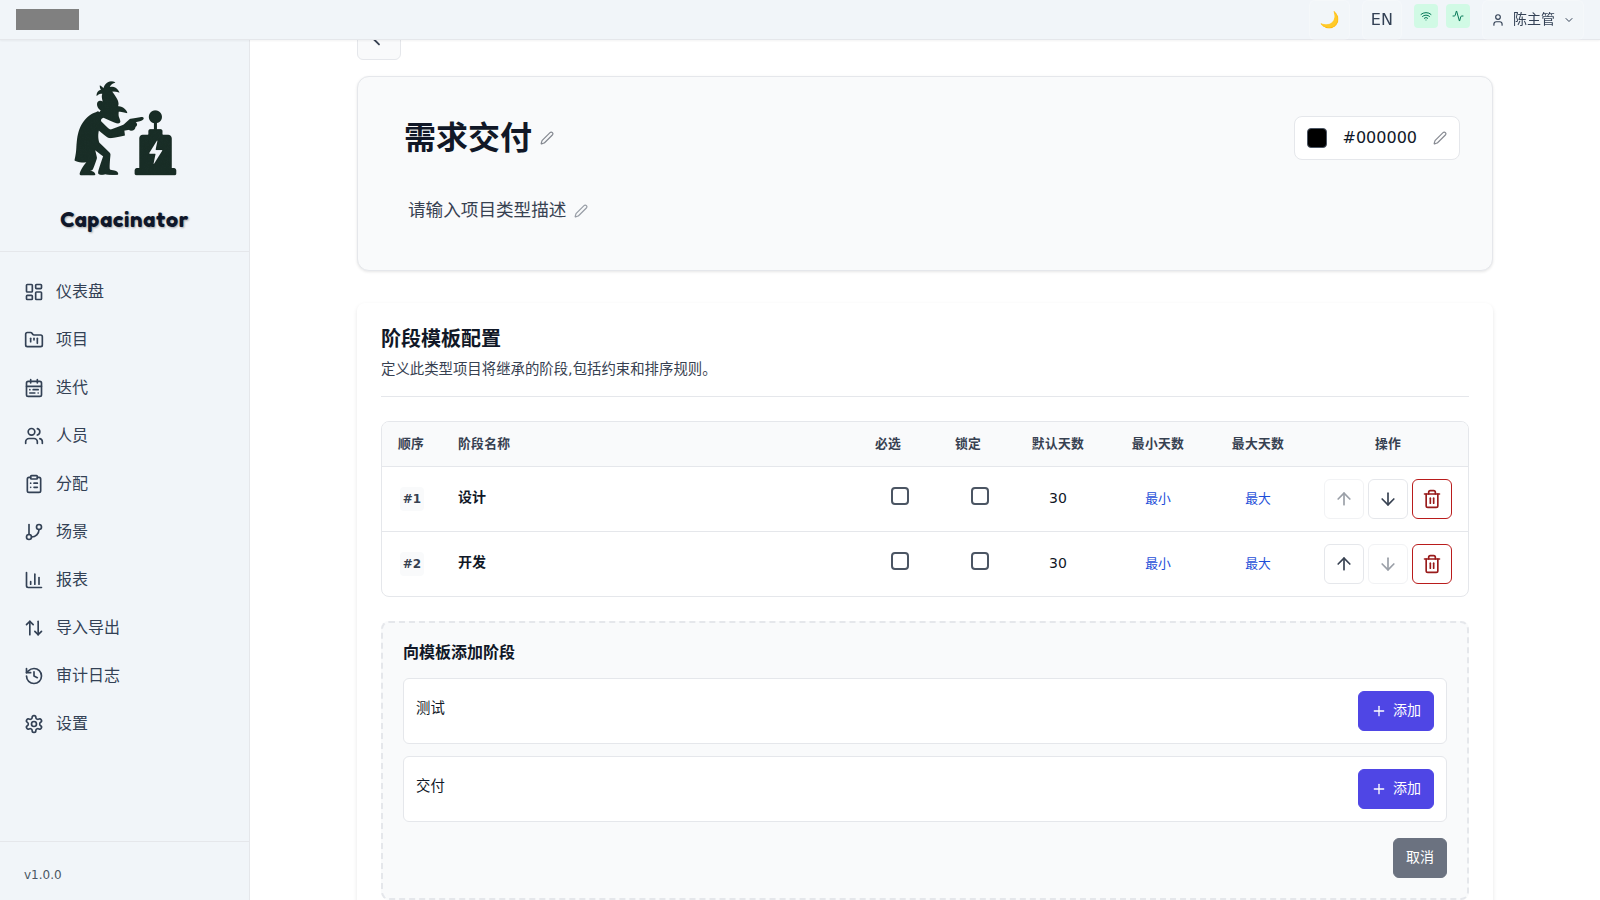 EN
陈主管
Capacinator
仪表盘
项目
迭代
人员
分配
场景
报表
导入导出
审计日志
设置
v1.0.0
需求交付
#000000
请输入项目类型描述
阶段模板配置
定义此类型项目将继承的阶段,包括约束和排序规则。
顺序 阶段名称 必选 锁定 默认天数 最小天数 最大天数 操作
#1 设计 30 最小 最大
#2 开发 30 最小 最大
向模板添加阶段
测试 添加
交付 添加
取消